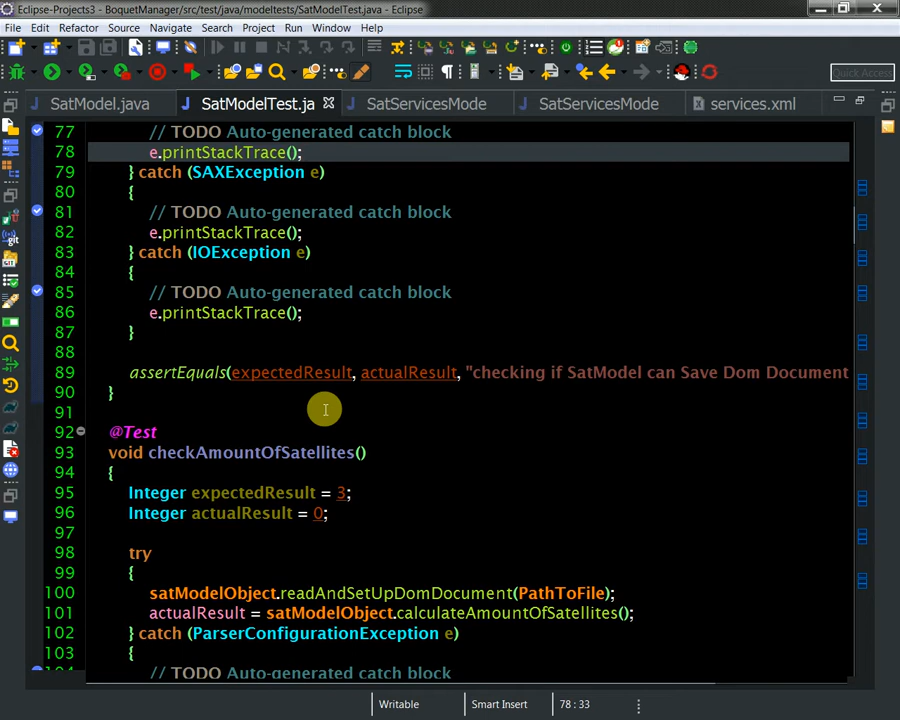 Eclipse-Projects3 - BoquetManager/src/test/java/modeltests/SatModelTest.java - Eclipse
File Edit Refactor Source Navigate Search Project Run Window Help
Quick Access
SatModel.java SatModelTest.ja SatServicesMode SatServicesMode services.xml
77 // TODO Auto-generated catch block
78 e.printStackTrace();
79 } catch (SAXException e)
80 {
81 // TODO Auto-generated catch block
82 e.printStackTrace();
83 } catch (IOException e)
84 {
85 // TODO Auto-generated catch block
86 e.printStackTrace();
87 }
88
89 assertEquals(expectedResult, actualResult, "checking if SatModel can Save Dom Document
90 }
91
92 @Test
93 void checkAmountOfSatellites()
94 {
95 Integer expectedResult = 3;
96 Integer actualResult = 0;
97
98 try
99 {
100 satModelObject.readAndSetUpDomDocument(PathToFile);
101 actualResult = satModelObject.calculateAmountOfSatellites();
102 } catch (ParserConfigurationException e)
103 {
104 // TODO Auto-generated catch block
Writable Smart Insert 78 : 33